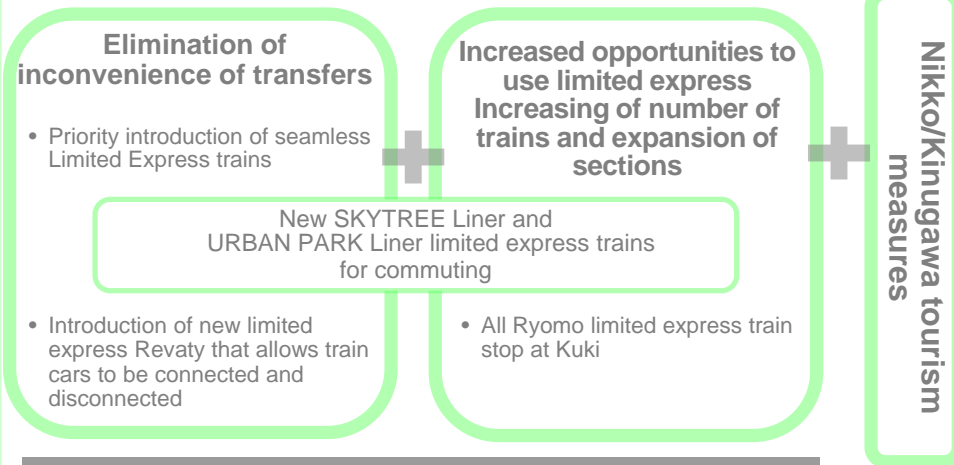 Elimination of
inconvenience of transfers
• Priority introduction of seamless
Limited Express trains
Increased opportunities to
use limited express
Increasing of number of
trains and expansion of
sections
New SKYTREE Liner and
URBAN PARK Liner limited express trains
for commuting
• Introduction of new limited
express Revaty that allows train
cars to be connected and
disconnected
• All Ryomo limited express train
stop at Kuki
Nikko/Kinugawa tourism
measures